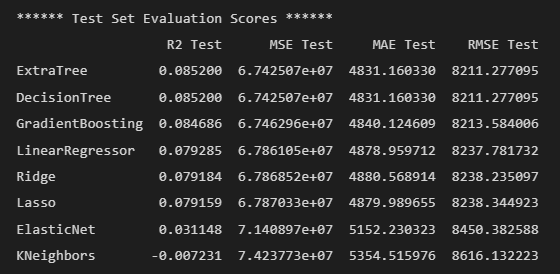 ****** Test Set Evaluation Scores ******
R2 Test MSE Test MAE Test RMSE Test
ExtraTree 0.085200 6.742507e+07 4831.160330 8211.277095
DecisionTree 0.085200 6.742507e+07 4831.160330 8211.277095
GradientBoosting 0.084686 6.746296e+07 4840.124609 8213.584006
LinearRegressor 0.079285 6.786105e+07 4878.959712 8237.781732
Ridge 0.079184 6.786852e+07 4880.568914 8238.235097
Lasso 0.079159 6.787033e+07 4879.989655 8238.344923
ElasticNet 0.031148 7.140897e+07 5152.230323 8450.382588
KNeighbors -0.007231 7.423773e+07 5354.515976 8616.132223